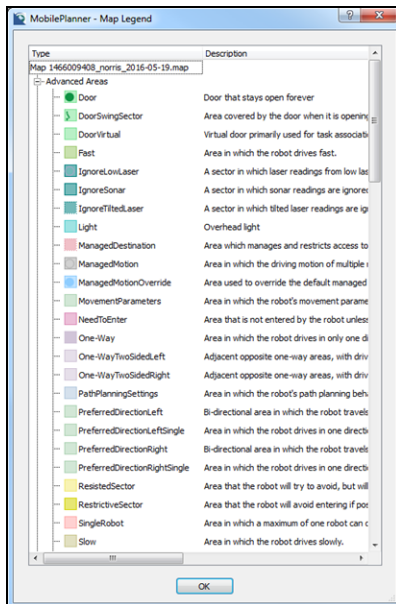 MobilePlanner - Map Legend
Type Description
Map 1466009408_norris_2016-05-19.map
Advanced Areas
Door Door that stays open forever
DoorSwingSector Area covered by the door when it is opening
DoorVirtual Virtual door primarily used for task associati
Fast Area in which the robot drives fast.
IgnoreLowLaser A sector in which laser readings from low las
IgnoreSonar A sector in which sonar readings are ignored
IgnoreTiltedLaser A sector in which tilted laser readings are ig
Light Overhead light
ManagedDestination Area which manages and restricts access to
ManagedMotion Area in which the driving motion of multiple
ManagedMotionOverride Area used to override the default managed
MovementParameters Area in which the robot's movement parame
NeedToEnter Area that is not entered by the robot unless
One-Way Area in which the robot drives in only one di
One-WayTwoSidedLeft Adjacent opposite one-way areas, with driv
One-WayTwoSidedRight Adjacent opposite one-way areas, with driv
PathPlanningSettings Area in which the robot's path planning beh
PreferredDirectionLeft Bi-directional area in which the robot travels
PreferredDirectionLeftSingle Area in which the robot drives in one directi
PreferredDirectionRight Bi-directional area in which the robot travels
PreferredDirectionRightSingle Area in which the robot drives in one directi
ResistedSector Area that the robot will try to avoid, but will
RestrictiveSector Area that the robot will avoid entering if pos
SingleRobot Area in which a maximum of one robot can
Slow Area in which the robot drives slowly.
OK